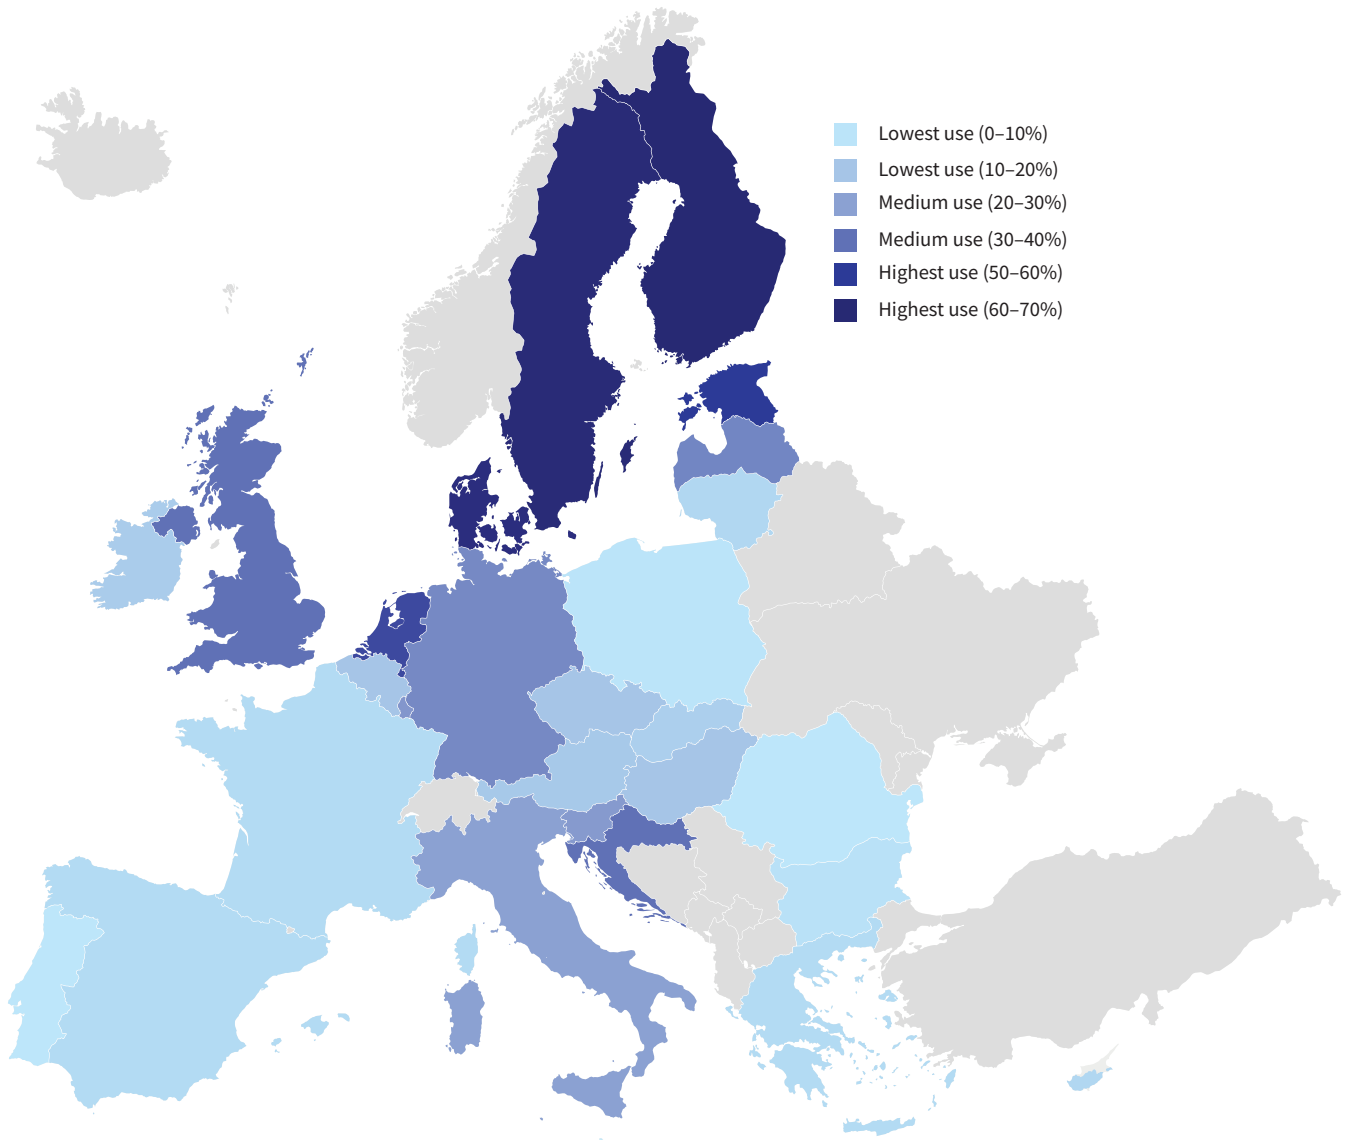 Lowest use (0–10%)
Lowest use (10–20%)
Medium use (20–30%)
Medium use (30–40%)
Highest use (50–60%)
Highest use (60–70%)